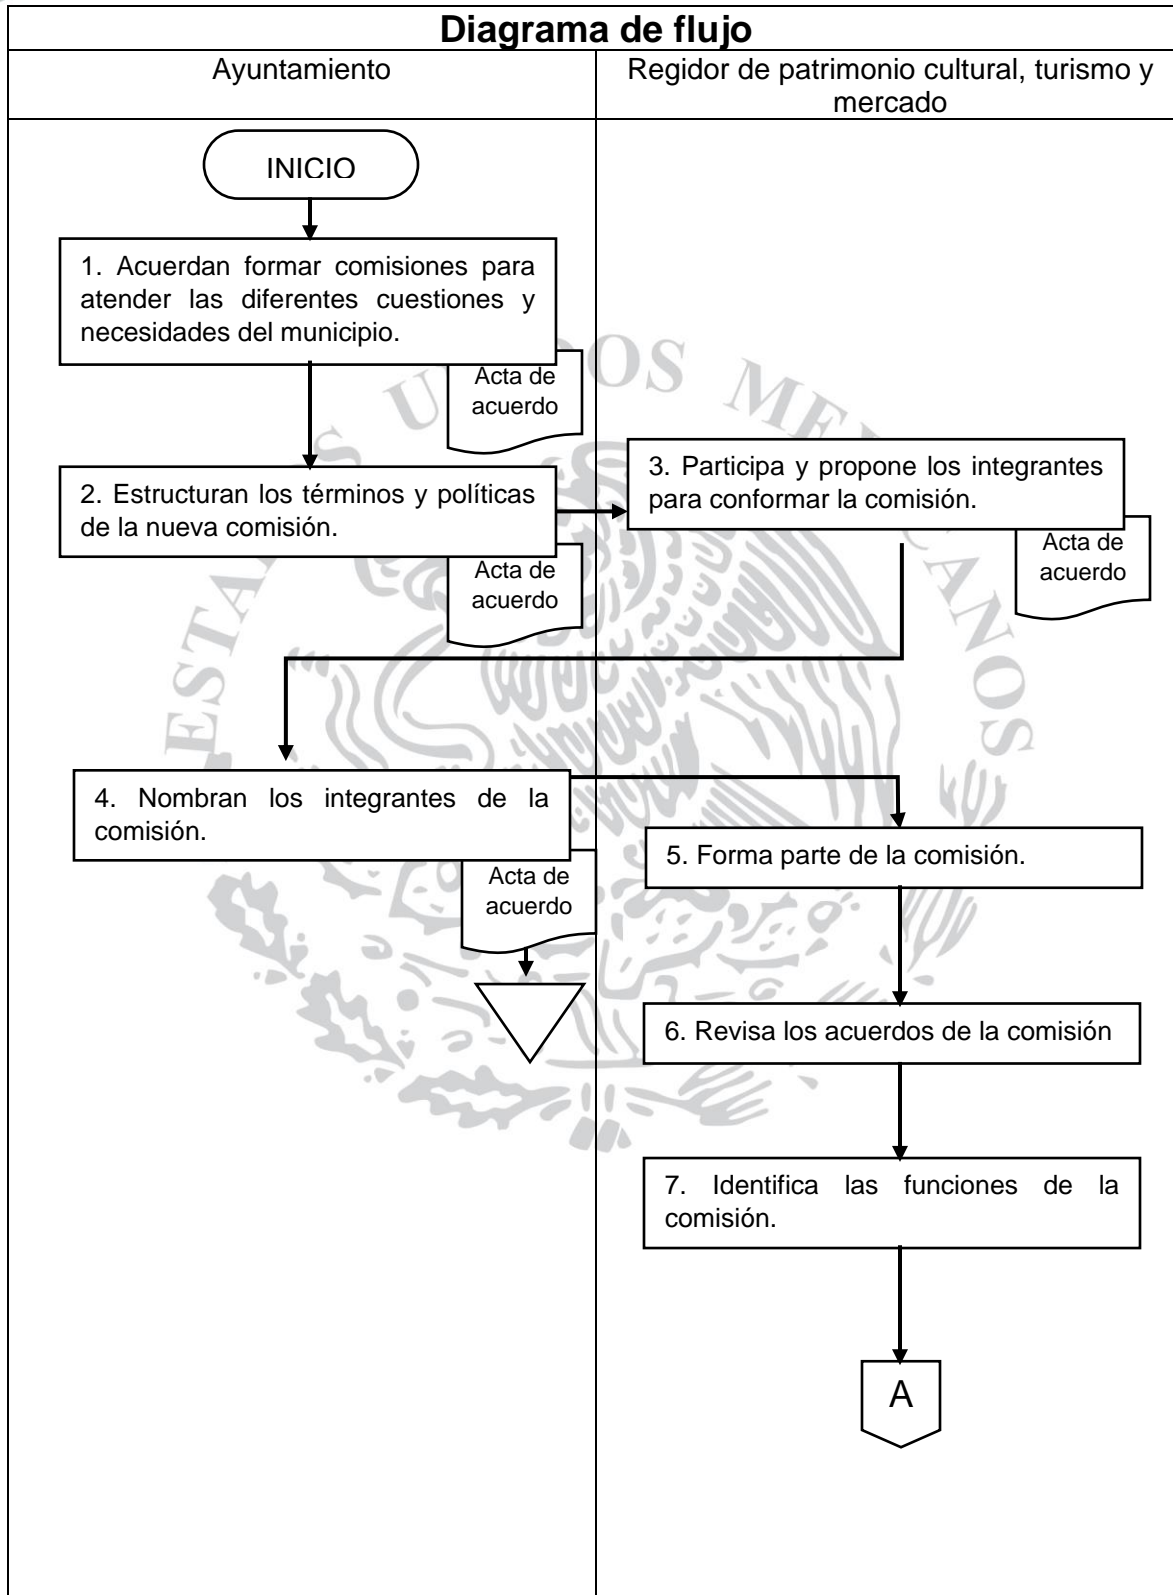 Diagrama de flujo
Ayuntamiento
Regidor de patrimonio cultural, turismo y
mercado
INICIO
1. Acuerdan formar comisiones para
atender las diferentes cuestiones y
necesidades del municipio.
Acta de
acuerdo
2. Estructuran los términos y políticas
de la nueva comisión.
Acta de
acuerdo
3. Participa y propone los integrantes
para conformar la comisión.
Acta de
acuerdo
4. Nombran los integrantes de la
comisión.
Acta de
acuerdo
5. Forma parte de la comisión.
6. Revisa los acuerdos de la comisión
7. Identifica las funciones de la
comisión.
A